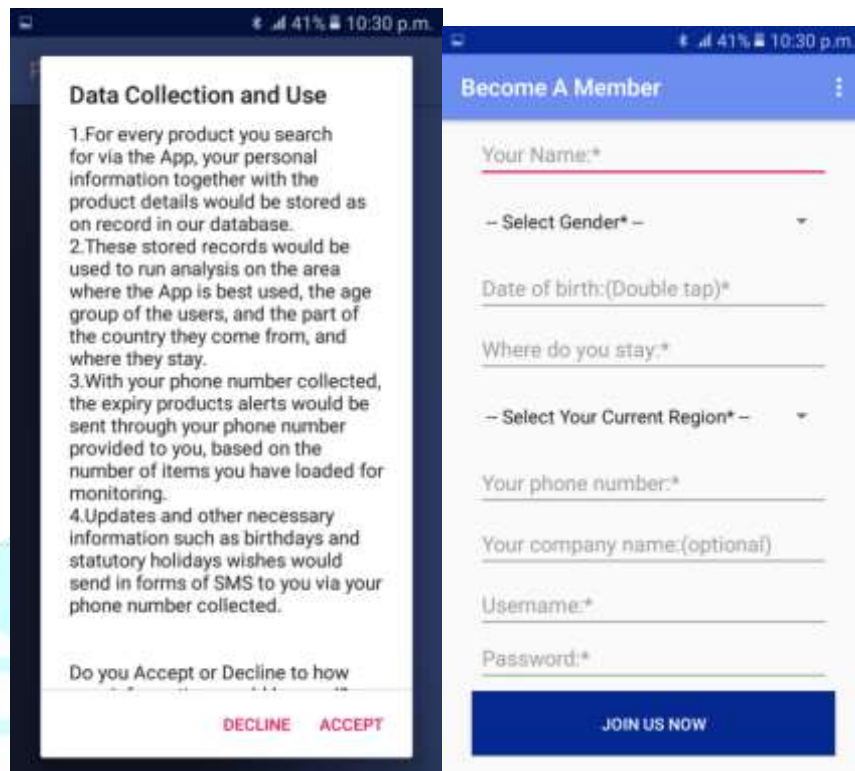 41% 10:30 p.m.
Data Collection and Use
1.For every product you search
for via the App, your personal
information together with the
product details would be stored as
on record in our database.
2.These stored records would be
used to run analysis on the area
where the App is best used, the age
group of the users, and the part of
the country they come from, and
where they stay.
3.With your phone number collected,
the expiry products alerts would be
sent through your phone number
provided to you, based on the
number of items you have loaded for
monitoring.
4.Updates and other necessary
information such as birthdays and
statutory holidays wishes would
send in forms of SMS to you via your
phone number collected.
Do you Accept or Decline to how
DECLINE ACCEPT
41% 10:30 p.m.
Become A Member
Your Name:*
-- Select Gender* --
Date of birth:(Double tap)*
Where do you stay:*
-- Select Your Current Region* --
Your phone number:*
Your company name:(optional)
Username:*
Password:*
JOIN US NOW